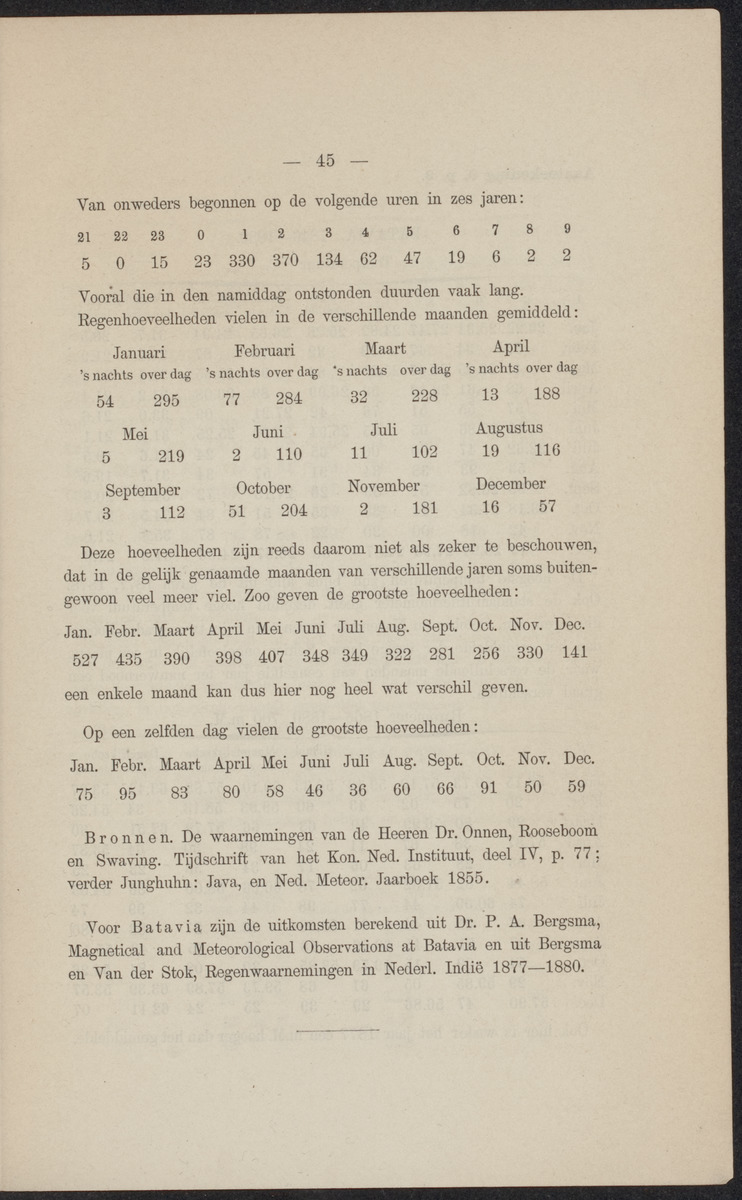 — 45 —
Van onweders begonnen op de volgende uren in zes jaren:
21 22 23 0 1 2 3 4 5 6 7 8 9
5 0 15 23 330 370 134 62 47 19 6 2 2
Vooral die in den namiddag ontstonden duurden vaak lang.
Regenhoeveelheden vielen in de verschillende maanden gemiddeld:
Januari Februari Maart April
's nachts over dag 's nachts over dag 's nachts over dag 's nachts over dag
54 295 77 284 32 228 13 188
Mei Juni Juli Augustus
5 219 2 110 11 102 19 116
September October November December
3 112 51 204 2 181 16 57
Deze hoeveelheden zijn reeds daarom niet als zeker te beschouwen,
dat in de gelijk genaamde maanden van verschillende jaren soms buiten-
gewoon veel meer viel. Zoo geven de grootste hoeveelheden:
Jan. Febr. Maart April Mei Juni Juli Aug. Sept. Oct. Nov. Dec.
527 435 390 398 407 348 349 322 281 256 330 141
een enkele maand kan dus hier nog heel wat verschil geven.
Op een zelfden dag vielen de grootste hoeveelheden:
Jan. Febr. Maart April Mei Juni Juli Aug. Sept. Oct. Nov. Dec.
75 95 83 80 58 46 36 60 66 91 50 59
Bronnen. De waarnemingen van de Heeren Dr. Onnen, Rooseboom
en Swaving. Tijdschrift van het Kon. Ned. Instituut, deel IV, p. 77;
verder Junghuhn: Java, en Ned. Meteor. Jaarboek 1855.
Voor Batavia zijn de uitkomsten berekend uit Dr. P. A. Bergsma,
Magnetical and Meteorological Observations at Batavia en uit Bergsma
en Van der Stok, Regenwaarnemingen in Nederl. Indië 1877—1880.